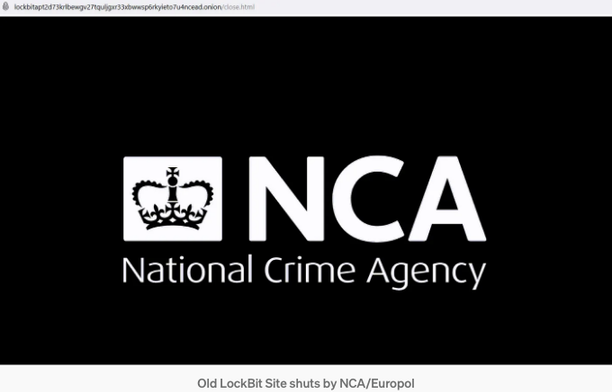 lockbitapt2d73krlbewgv27tquljgxr33xbwwsp6rkyieto7u4ncead.onion/close.html
NCA
National Crime Agency
Old LockBit Site shuts by NCA/Europol